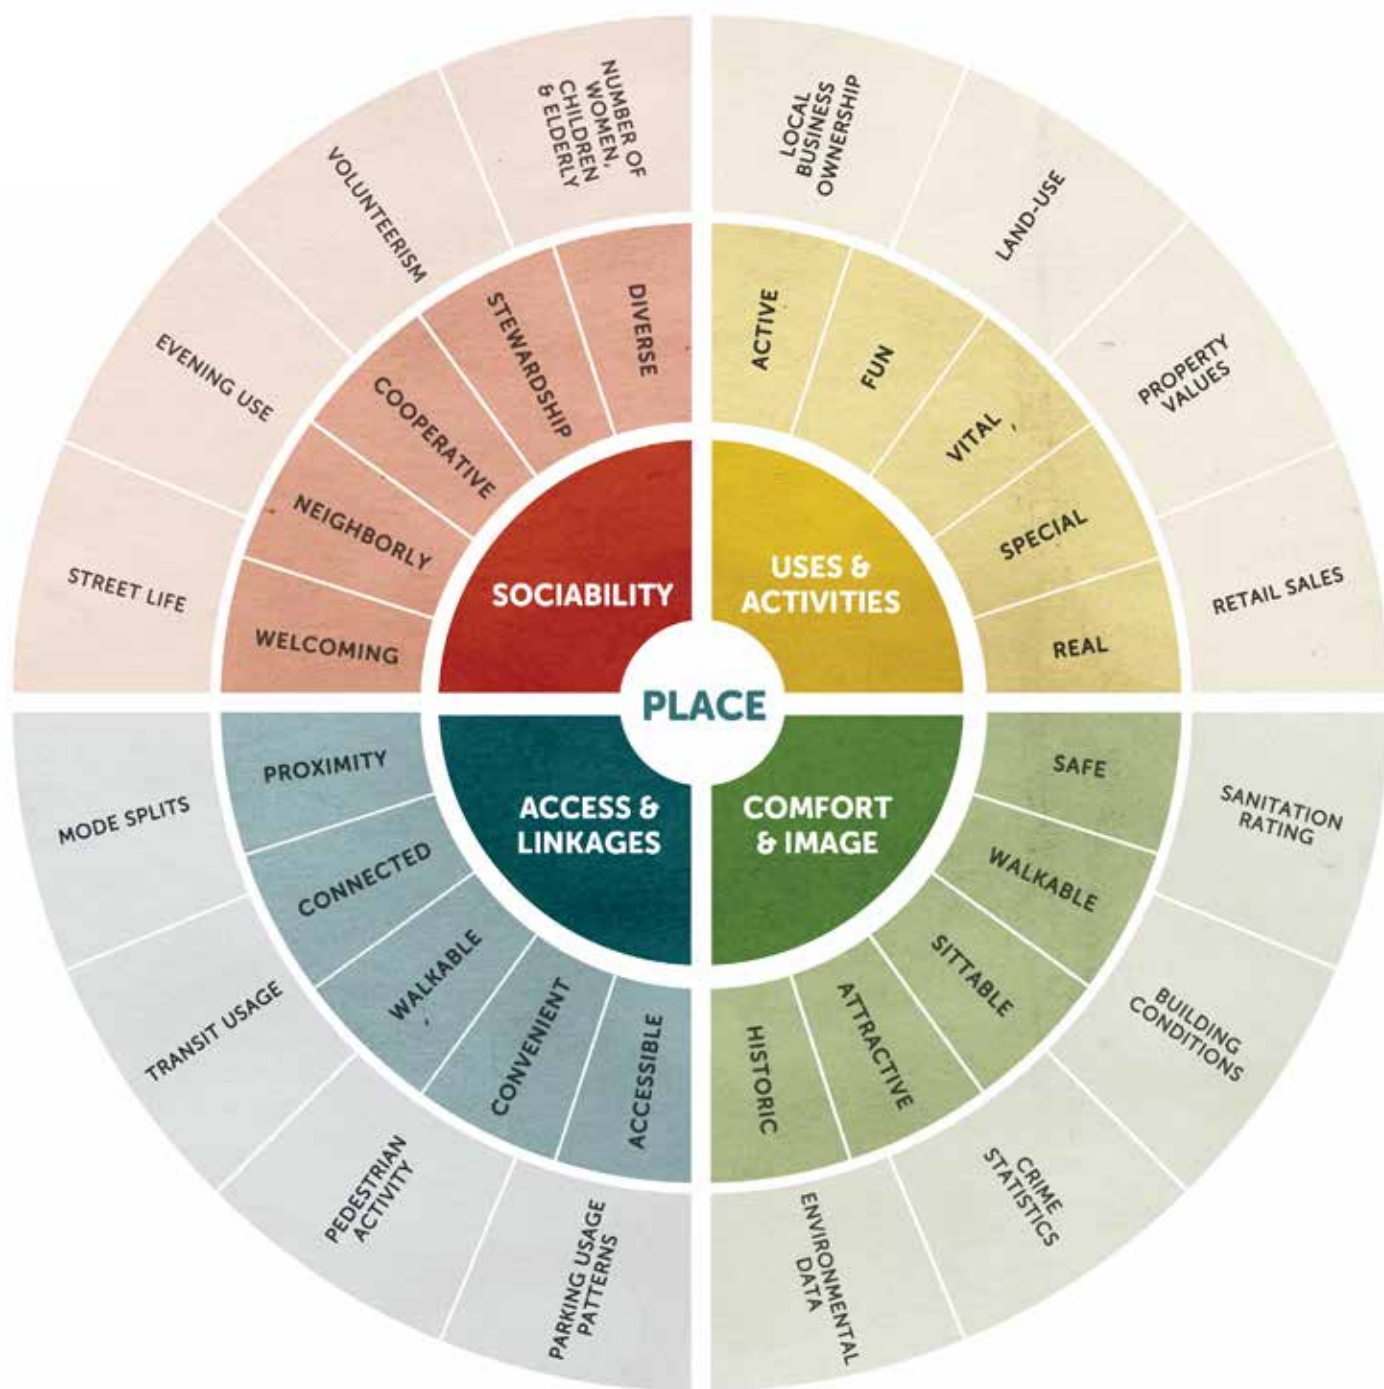 NUMBER OF
WOMEN,
CHILDREN
& ELDERLY
VOLUNTEERISM
EVENING USE
STREET LIFE
DIVERSE
STEWARDSHIP
COOPERATIVE
NEIGHBORLY
WELCOMING
SOCIABILITY
LOCAL
BUSINESS
OWNERSHIP
LAND-USE
PROPERTY
VALUES
RETAIL SALES
ACTIVE
FUN
VITAL
SPECIAL
REAL
USES &
ACTIVITIES
PLACE
ACCESS &
LINKAGES
PROXIMITY
CONNECTED
WALKABLE
CONVENIENT
ACCESSIBLE
MODE SPLITS
TRANSIT USAGE
PEDESTRIAN
ACTIVITY
PARKING USAGE
PATTERNS
COMFORT
& IMAGE
SAFE
WALKABLE
SITTABLE
ATTRACTIVE
HISTORIC
SANITATION
RATING
BUILDING
CONDITIONS
CRIME
STATISTICS
ENVIRONMENTAL
DATA